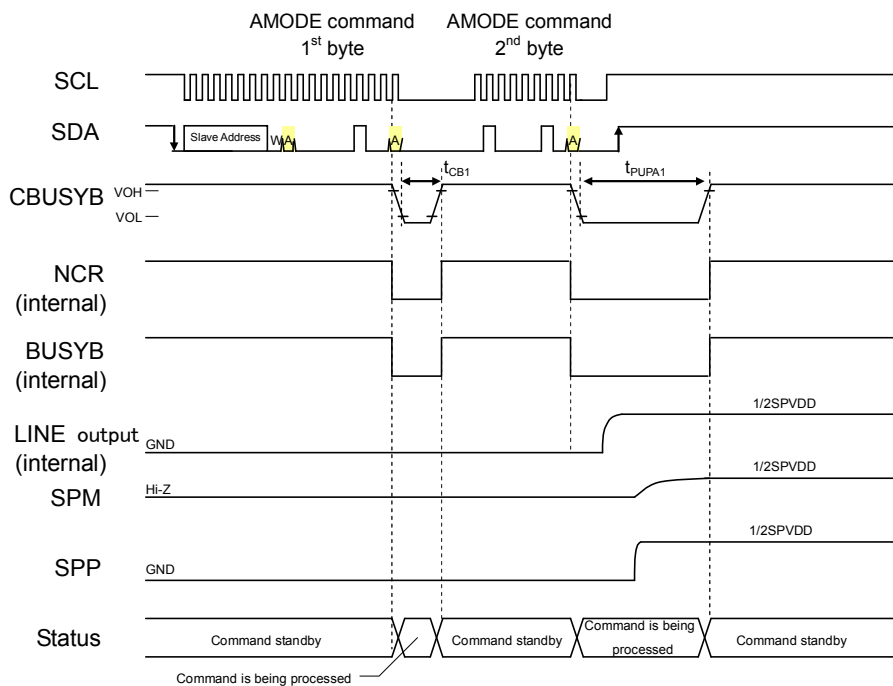 AMODE command
1st byte
AMODE command
2nd byte
SCL
SDA
Slave Address
W
A
A
A
tCB1
tPUPA1
CBUSYB
VOH
VOL
NCR
(internal)
BUSYB
(internal)
LINE output
(internal)
GND
1/2SPVDD
SPM
Hi-Z
1/2SPVDD
SPP
GND
1/2SPVDD
Status
Command standby
Command standby
Command is being
processed
Command standby
Command is being processed